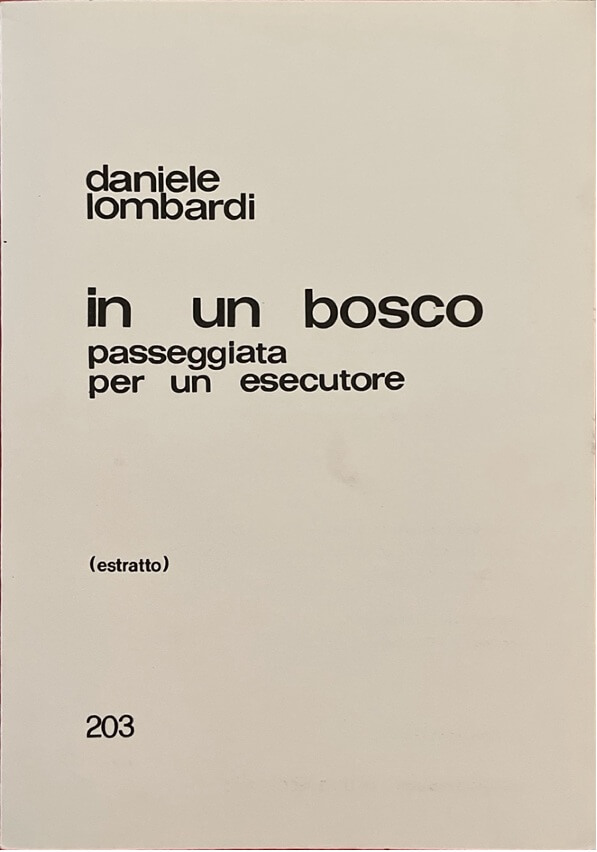 daniele
lombardi
in un bosco
passeggiata
per un esecutore
(estratto)
203